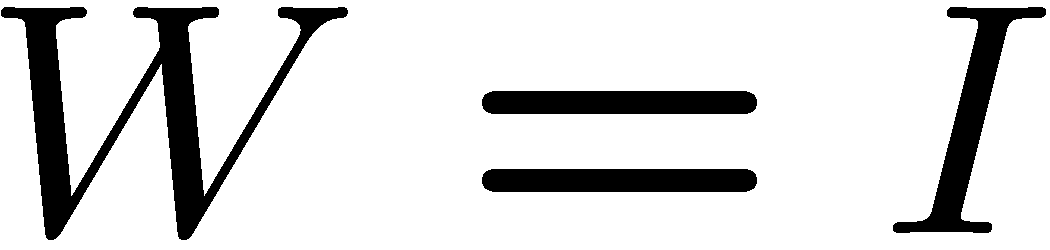 W = I